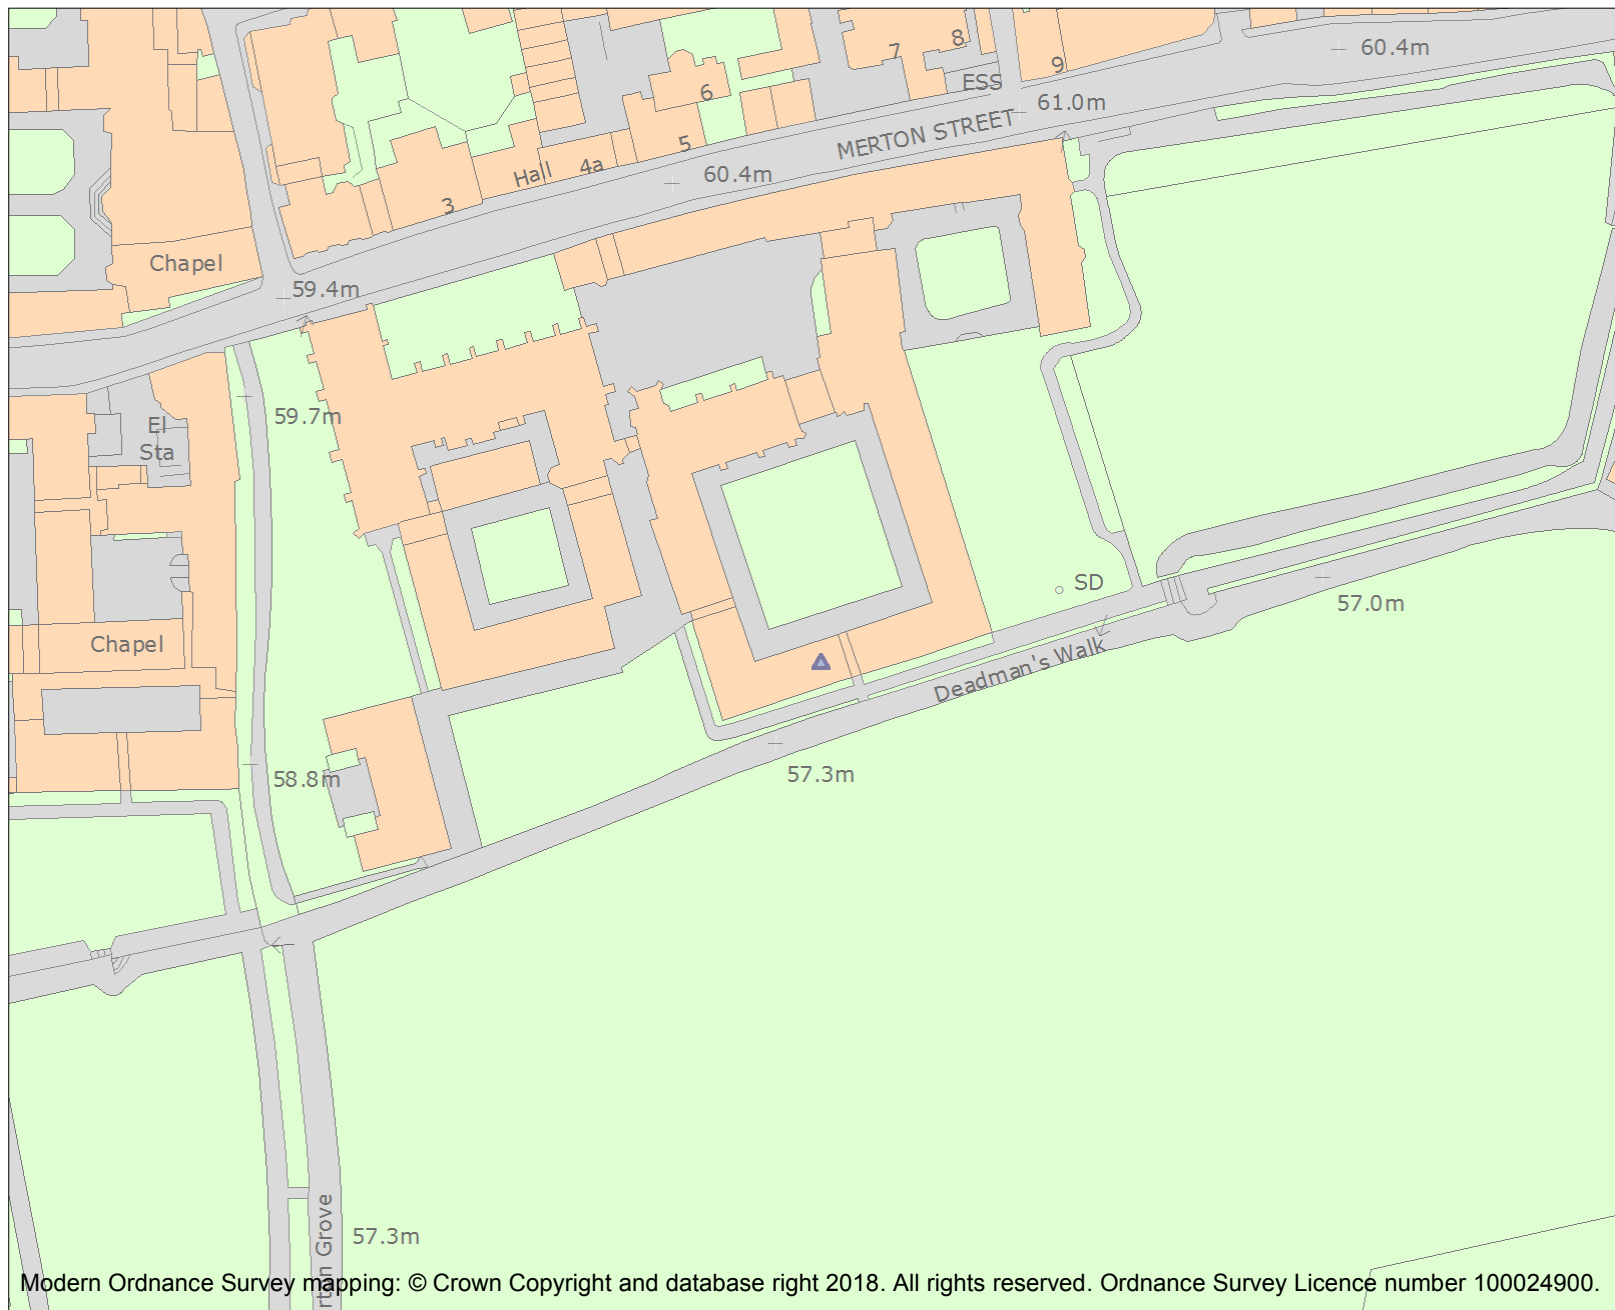 7
8
9
60.4m
ESS
6
61.0m
MERTON STREET
5
4a
Hall
60.4m
3
Chapel
59.4m
59.7m
El
Sta
SD
57.0m
Chapel
Deadman's Walk
57.3m
58.8m
rton Grove
57.3m
Modern Ordnance Survey mapping: © Crown Copyright and database right 2018. All rights reserved. Ordnance Survey Licence number 100024900.